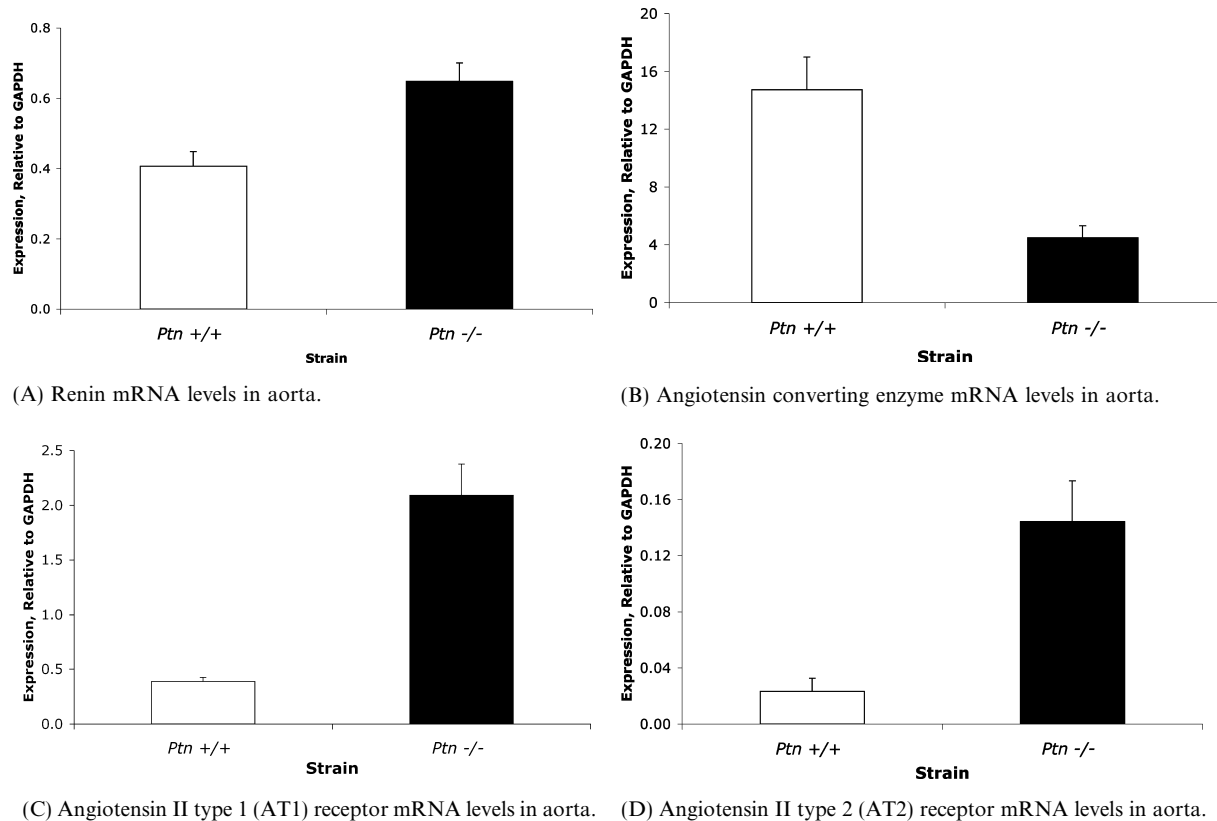 Expression, Relative to GAPDH
0.8
0.6
0.4
0.2
0.0
Ptn +/+ Ptn -/-
Strain
(A) Renin mRNA levels in aorta.
Expression, Relative to GAPDH
20
16
12
8
4
0
Ptn +/+ Ptn -/-
Strain
(B) Angiotensin converting enzyme mRNA levels in aorta.
Expression, Relative to GAPDH
2.5
2.0
1.5
1.0
0.5
0.0
Ptn +/+ Ptn -/-
Strain
(C) Angiotensin II type 1 (AT1) receptor mRNA levels in aorta.
Expression, Relative to GAPDH
0.20
0.16
0.12
0.08
0.04
0.00
Ptn +/+ Ptn -/-
Strain
(D) Angiotensin II type 2 (AT2) receptor mRNA levels in aorta.